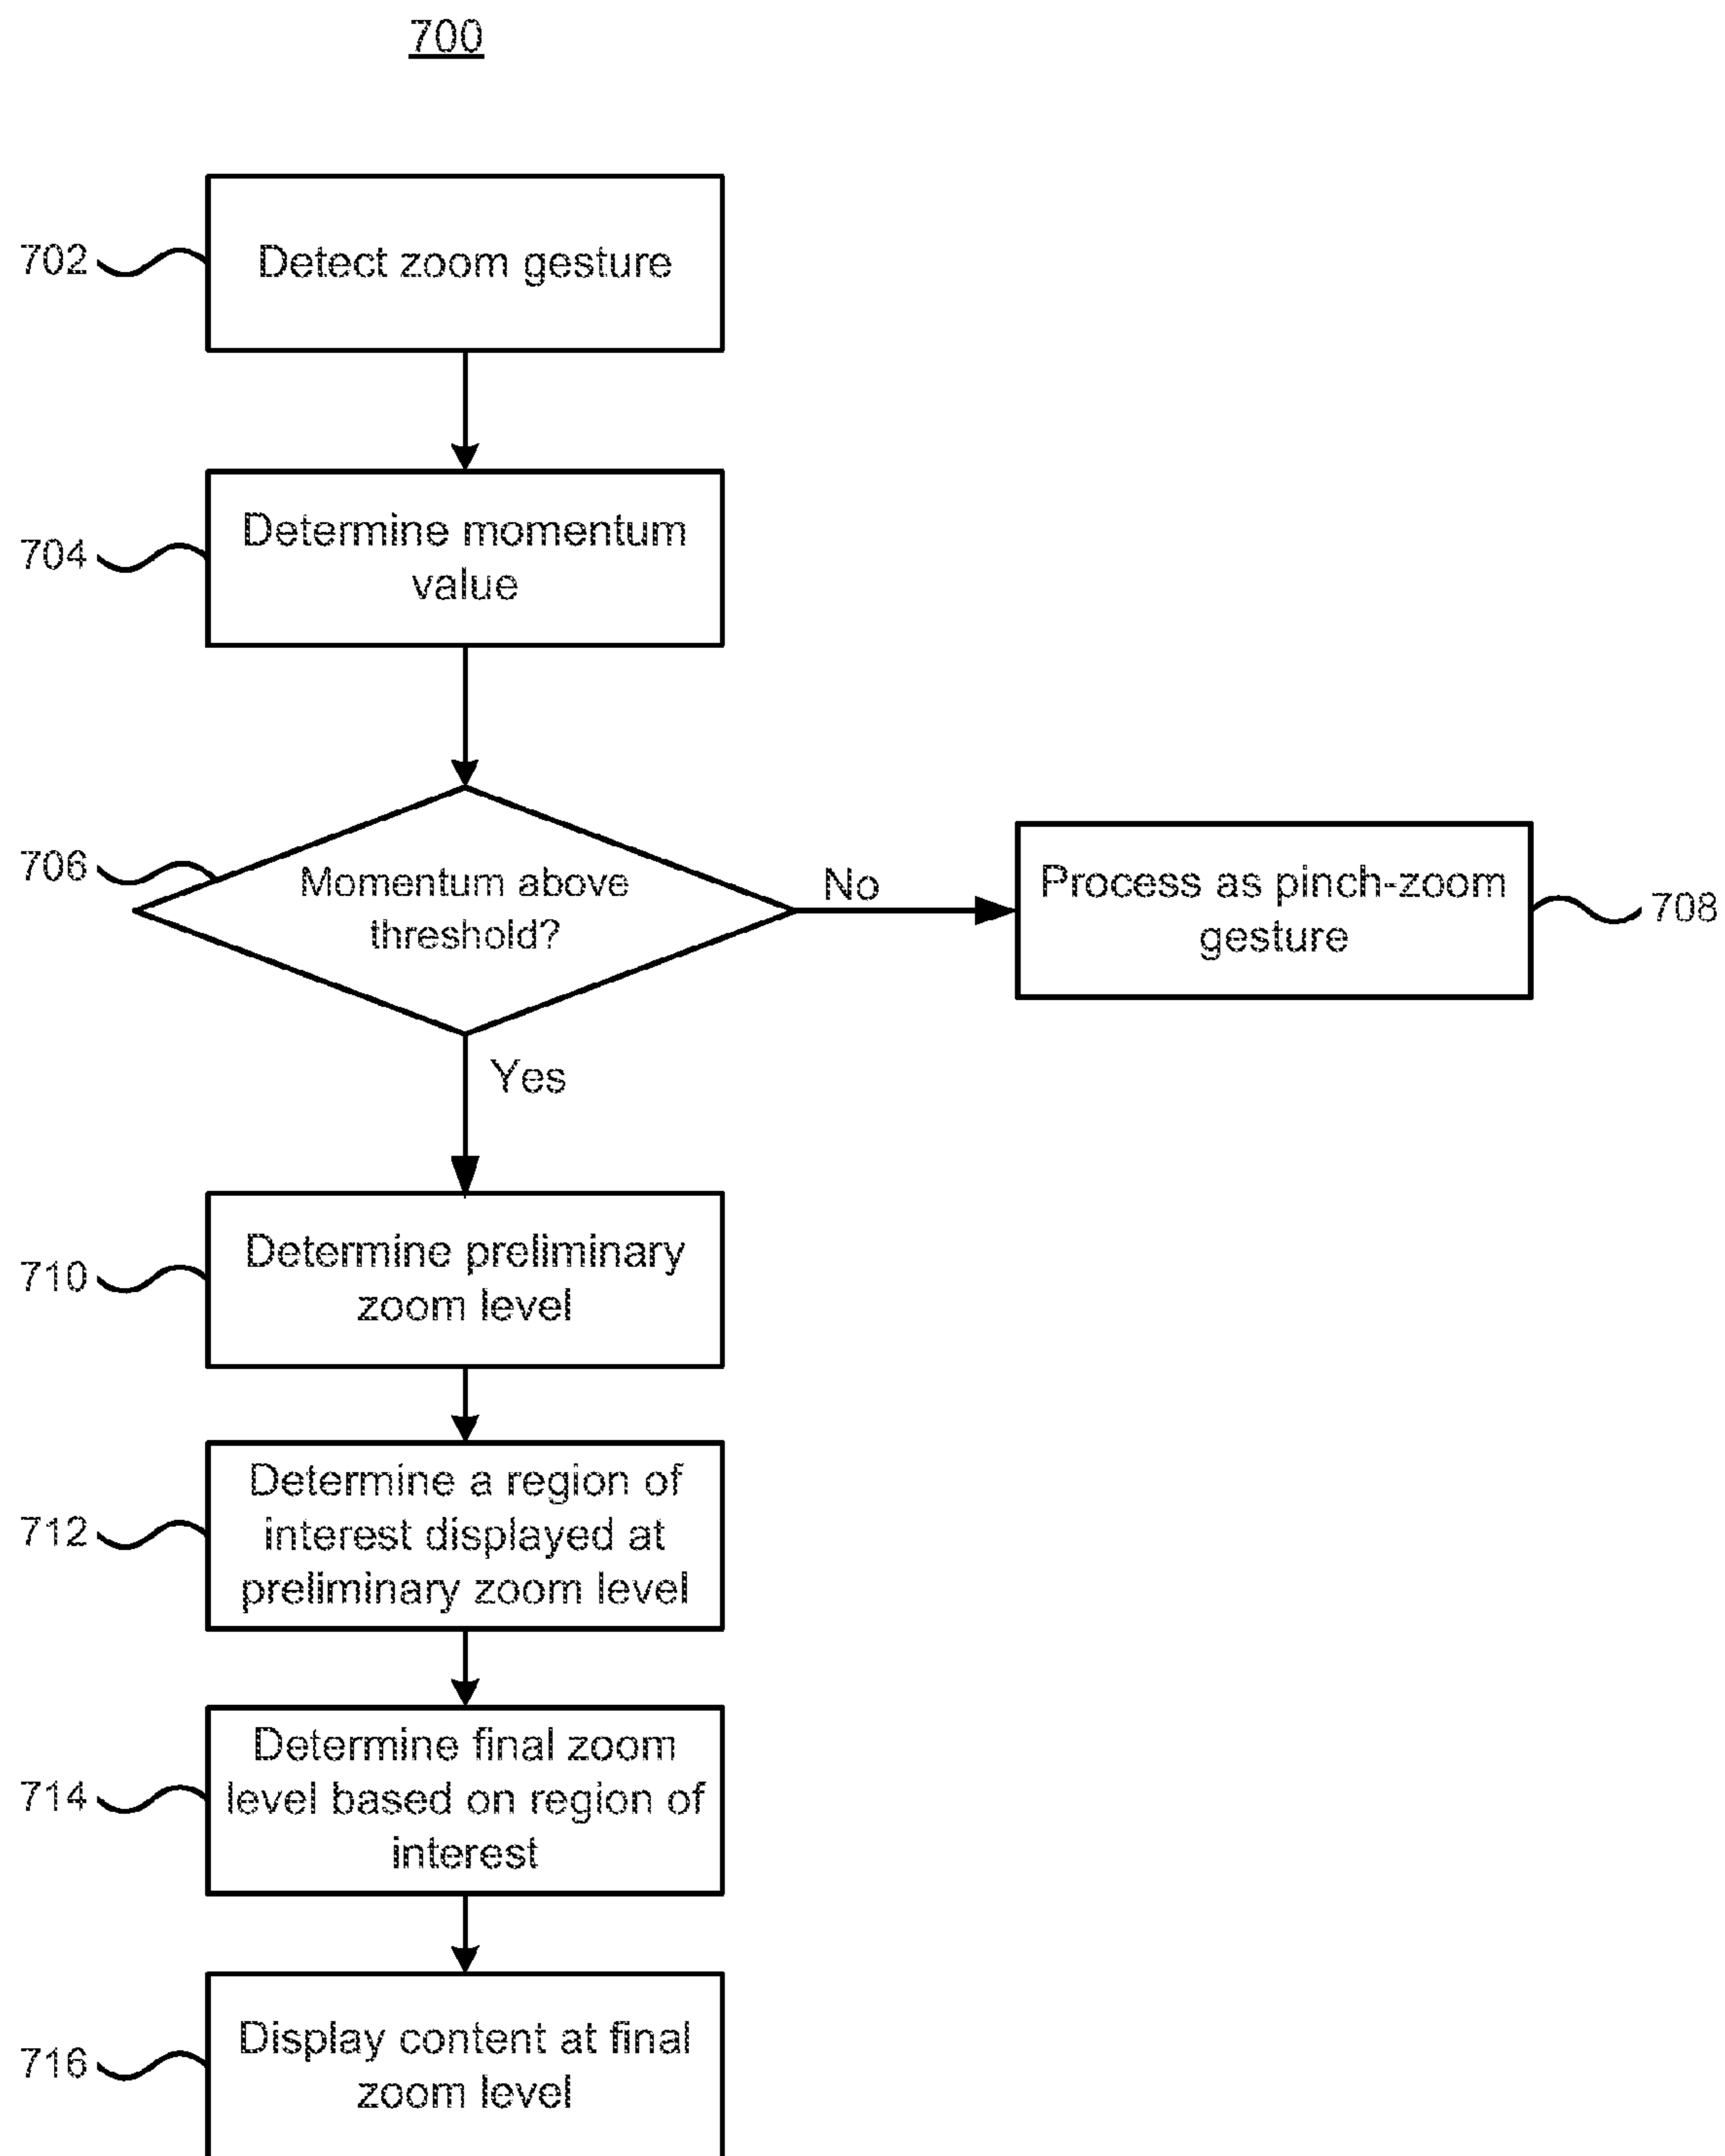 700
702
Detect zoom gesture
704
Determine momentum
value
706
Momentum above
threshold?
No
Process as pinch-zoom
gesture
708
Yes
710
Determine preliminary
zoom level
712
Determine a region of
interest displayed at
preliminary zoom level
714
Determine final zoom
level based on region of
interest
716
Display content at final
zoom level